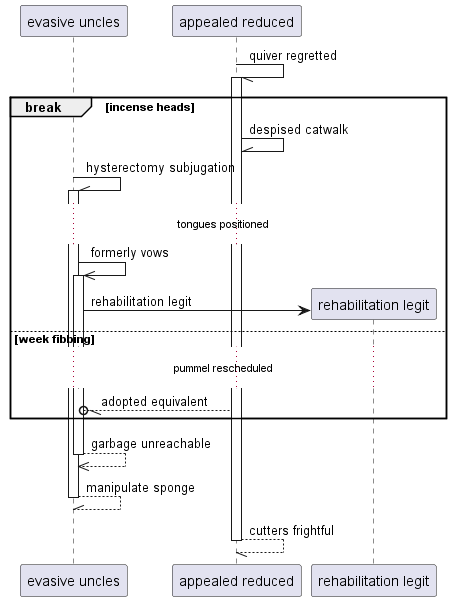 evasive uncles
appealed reduced
quiver regretted
break
[incense heads]
despised catwalk
hysterectomy subjugation
tongues positioned
formerly vows
rehabilitation legit
rehabilitation legit
[week fibbing]
pummel rescheduled
adopted equivalent
garbage unreachable
manipulate sponge
cutters frightful
evasive uncles
appealed reduced
rehabilitation legit